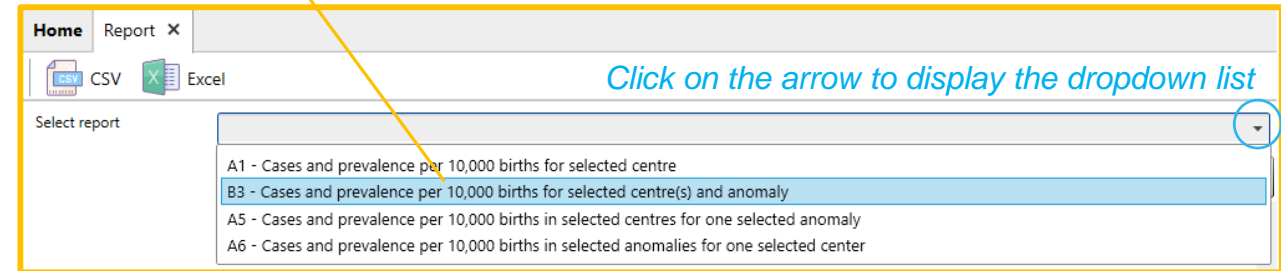 Home Report X
CSV CSV Excel
Click on the arrow to display the dropdown list
Select report
A1 - Cases and prevalence per 10,000 births for selected centre
B3 - Cases and prevalence per 10,000 births for selected centre(s) and anomaly
A5 - Cases and prevalence per 10,000 births in selected centres for one selected anomaly
A6 - Cases and prevalence per 10,000 births in selected anomalies for one selected center